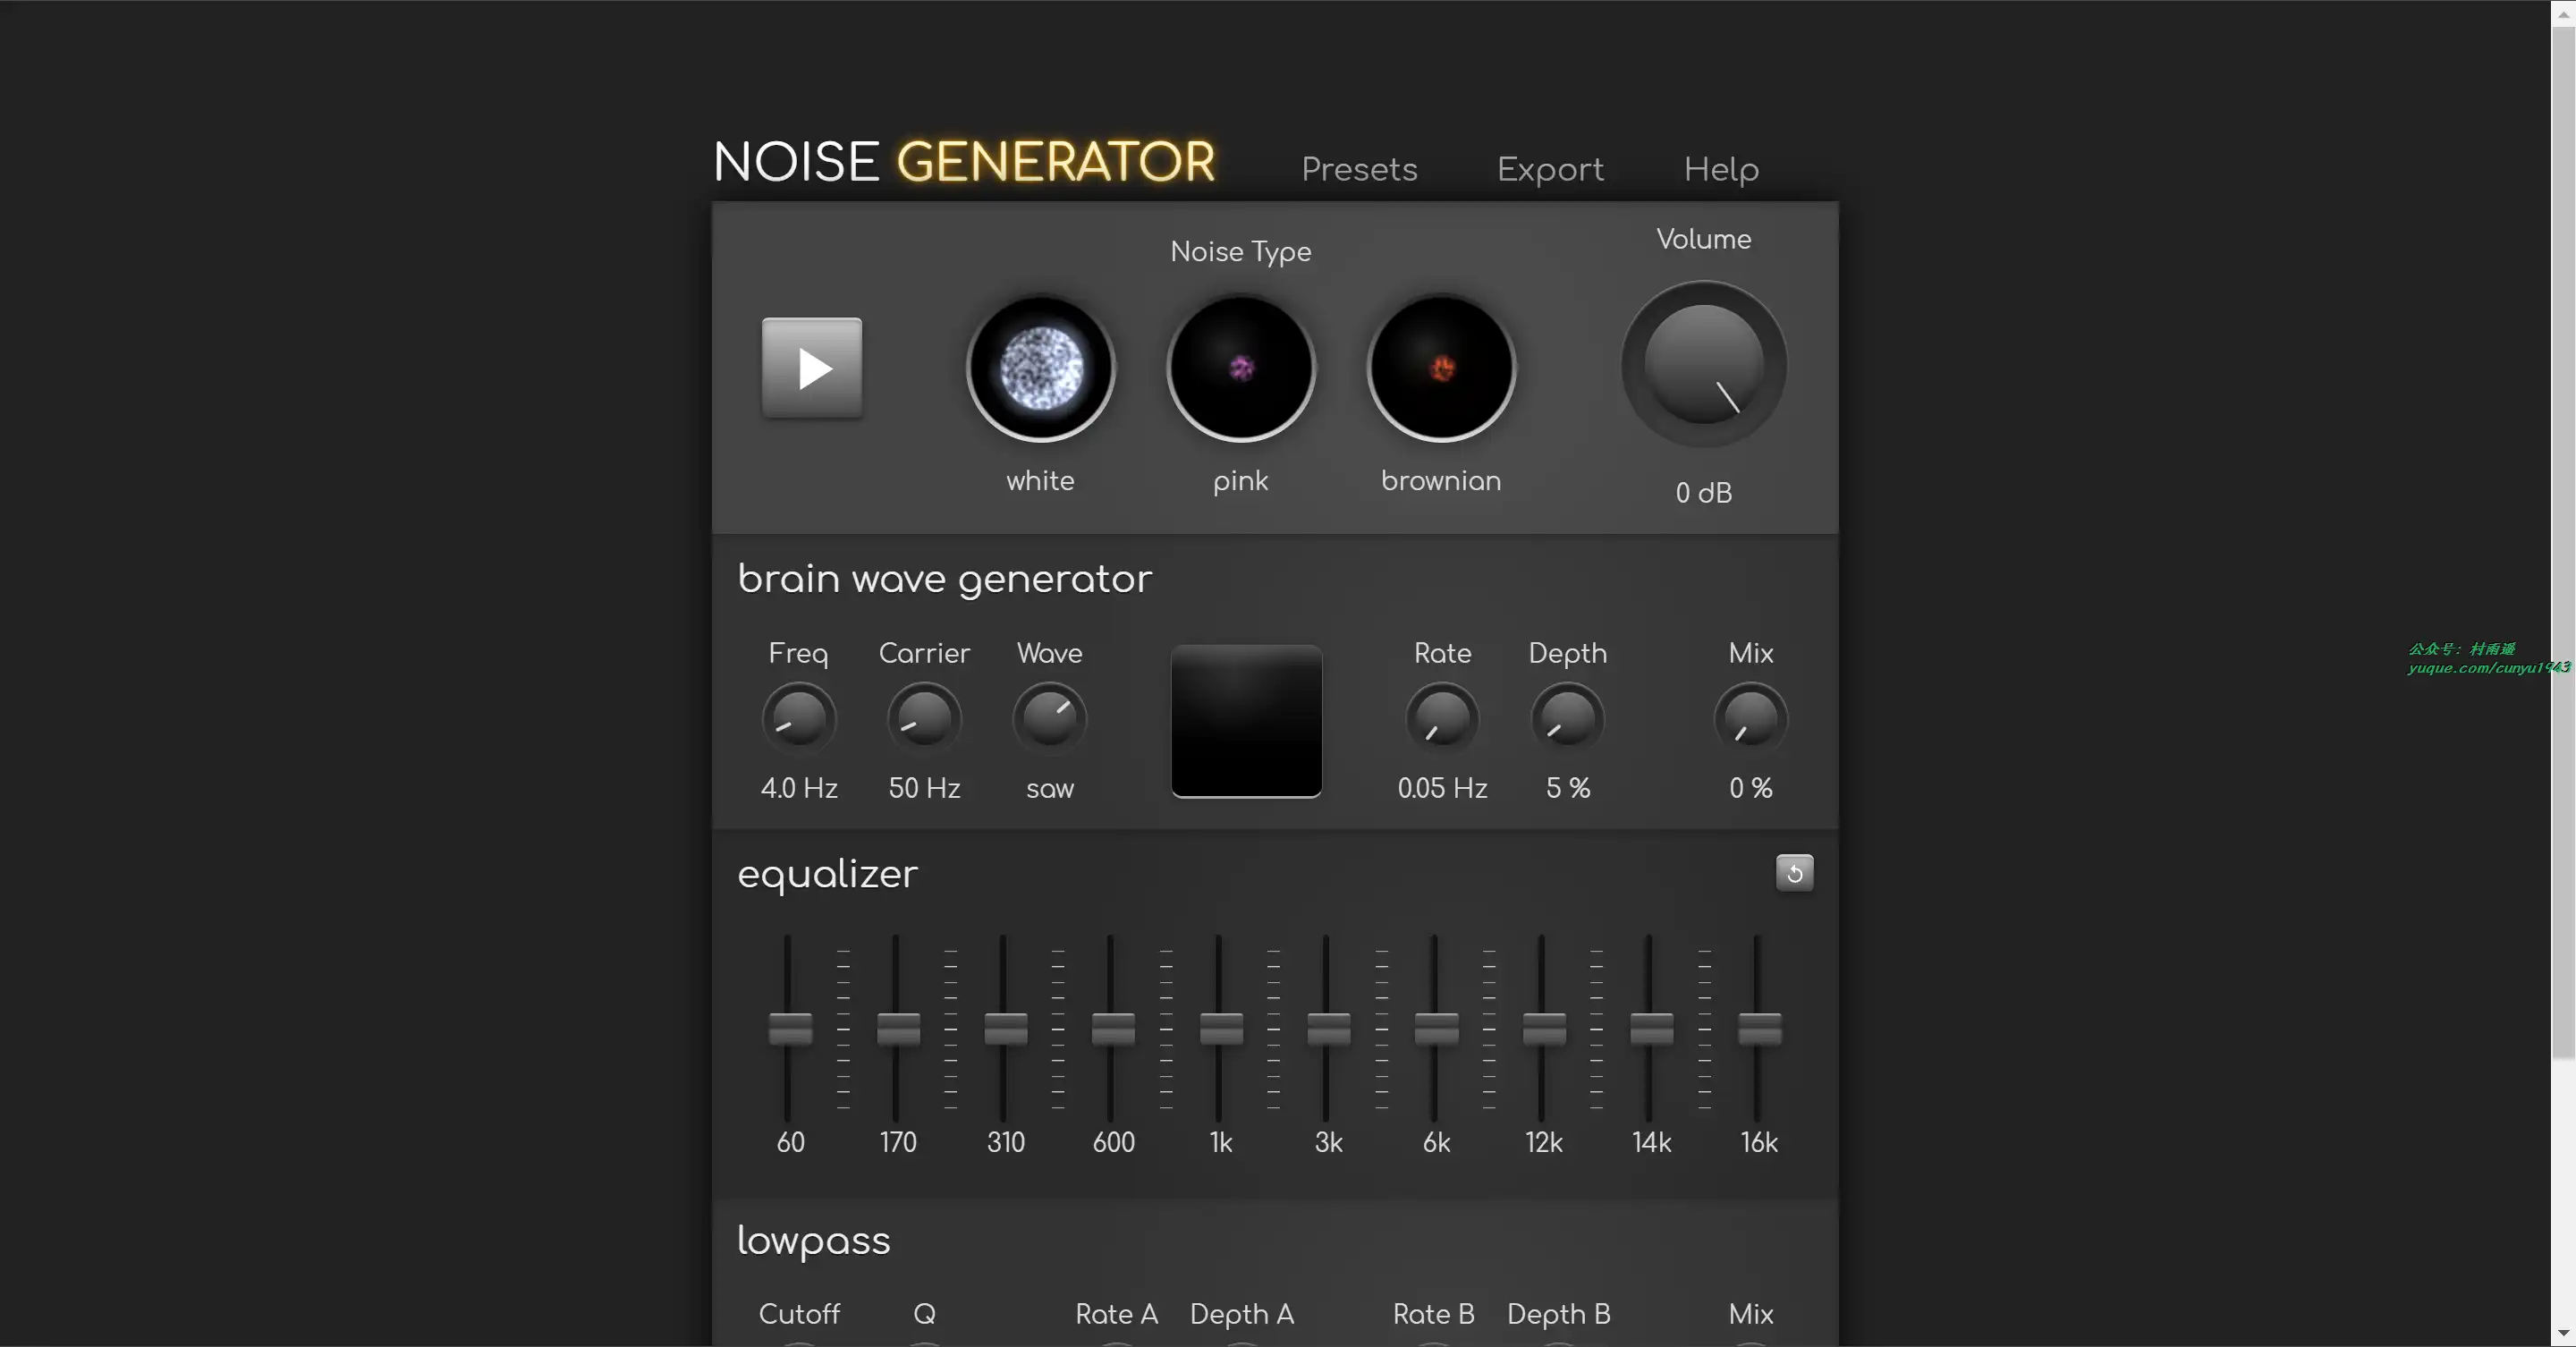 NOISE GENERATOR Presets Export Help
Noise Type Volume
white pink brownian
0 dB
brain wave generator
Freq Carrier Wave Rate Depth Mix
公众号：村雨遥
yuque.com/cunyu1943
4.0 Hz 50 Hz saw 0.05 Hz 5 % 0 %
equalizer
60 170 310 600 1k 3k 6k 12k 14k 16k
lowpass
Cutoff Q Rate A Depth A Rate B Depth B Mix